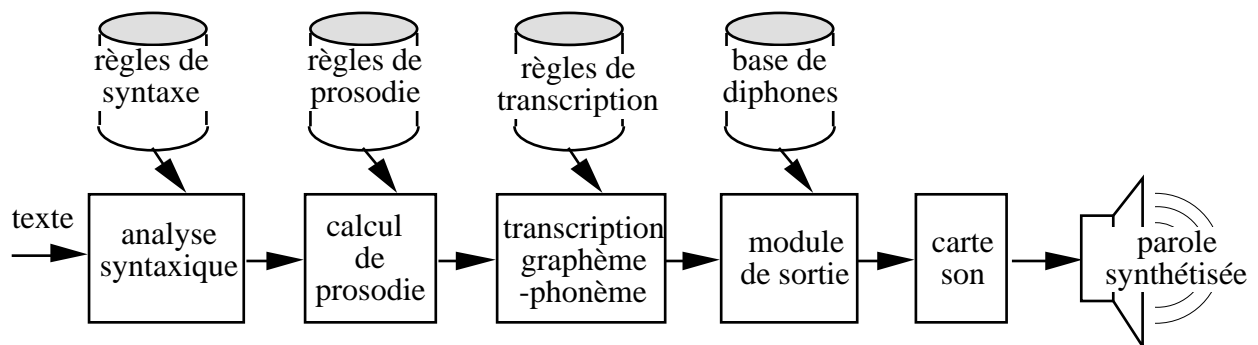 règles de
syntaxe
règles de
prosodie
règles de
transcription
base de
diphones
texte
analyse
syntaxique
calcul
de
prosodie
transcription
graphème
-phonème
module
de sortie
carte
son
parole
synthétisée